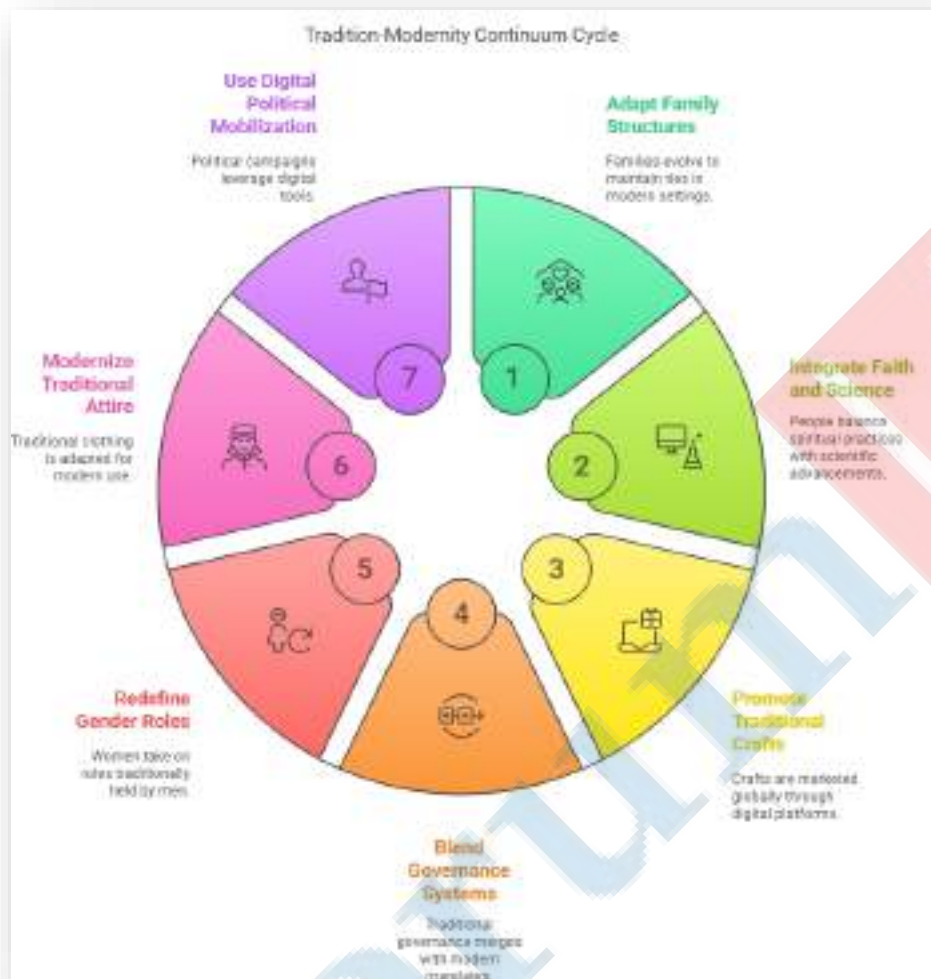 Tradition-Modernity Continuum Cycle
Use Digital
Political
Mobilization
Political campaigns
leverage digital
tools.
Adapt Family
Structures
Families evolve to
maintain ties in
modern settings.
Modernize
Traditional
Attire
Traditional clothing
is adapted for
modern use.
Integrate Faith
and Science
People balance
spiritual practices
with scientific
advancements.
7
1
6
2
5
3
4
Redefine
Gender Roles
Women take on
roles traditionally
held by men.
Promote
Traditional
Crafts
Crafts are marketed
globally through
digital platforms.
Blend
Governance
Systems
Traditional
governance merges
with modern